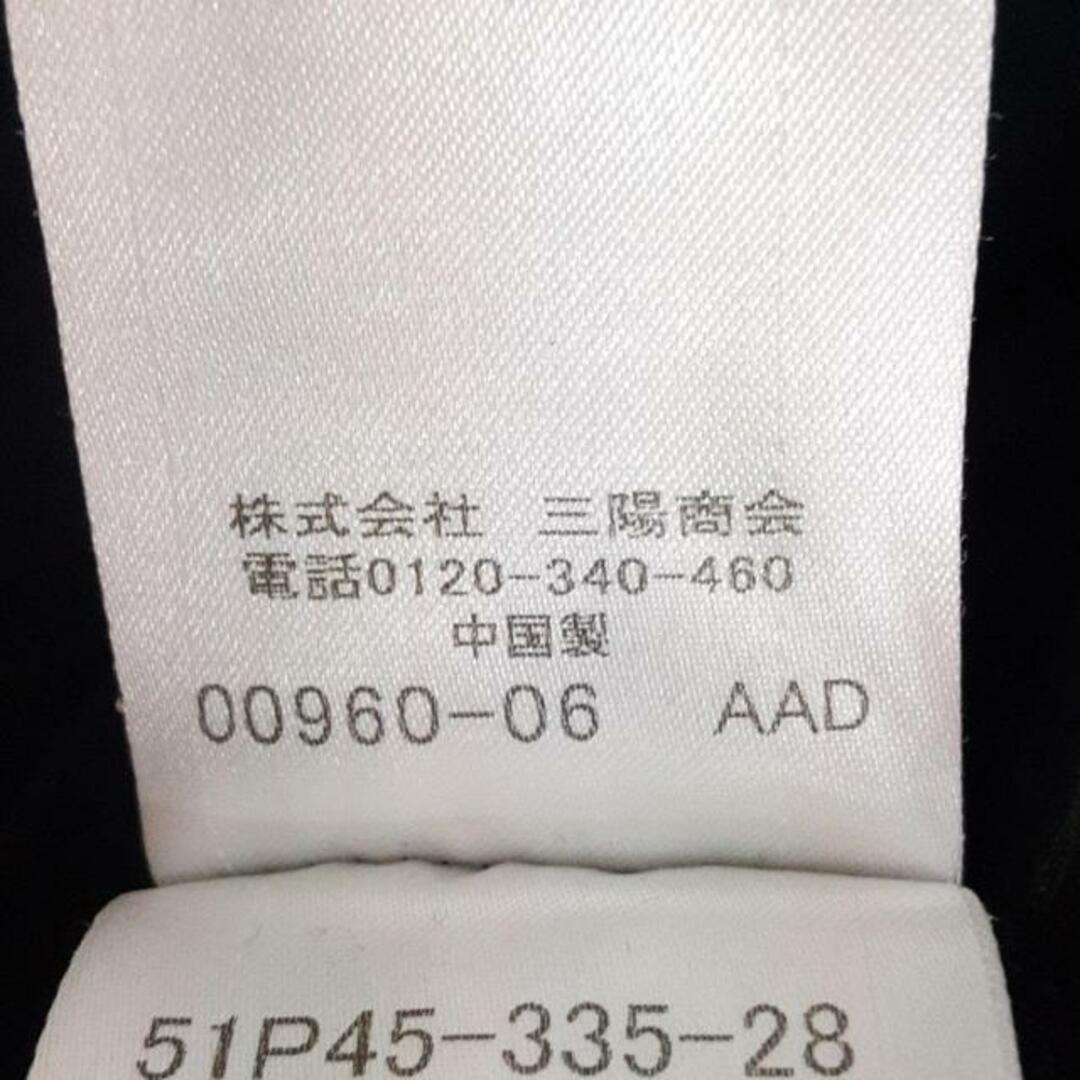 株式会社 三陽商会
電話0120-340-460
中国製
00960-06 AAD
51P45-335-28